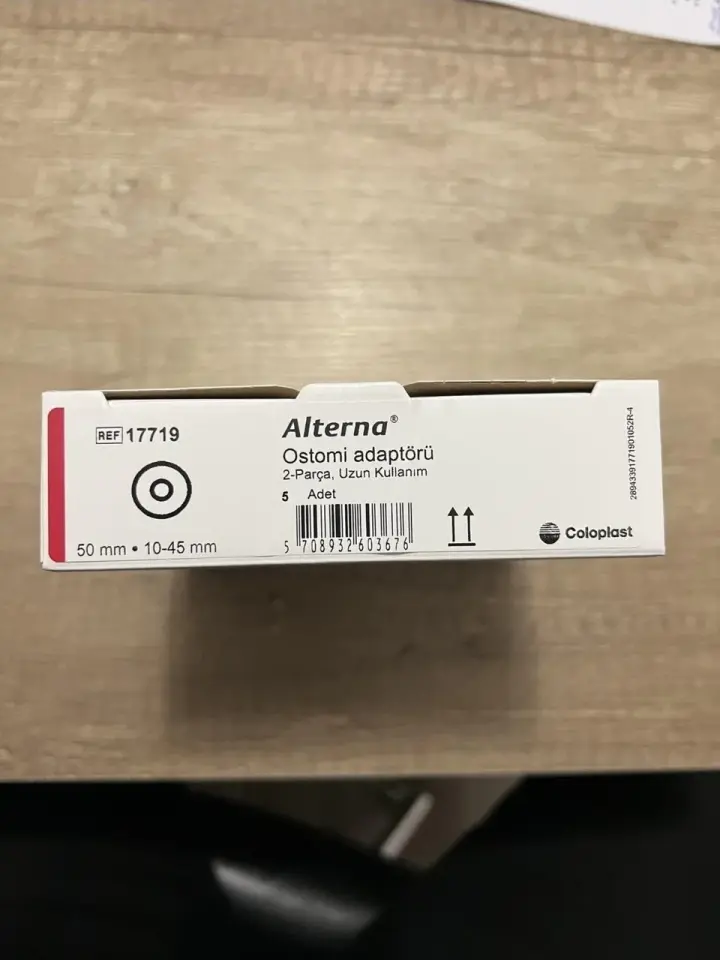 REF 17719
50 mm • 10-45 mm
Alterna®
Ostomi adaptörü
2-Parça, Uzun Kullanım
5 Adet
5 708932 603676
Coloplast